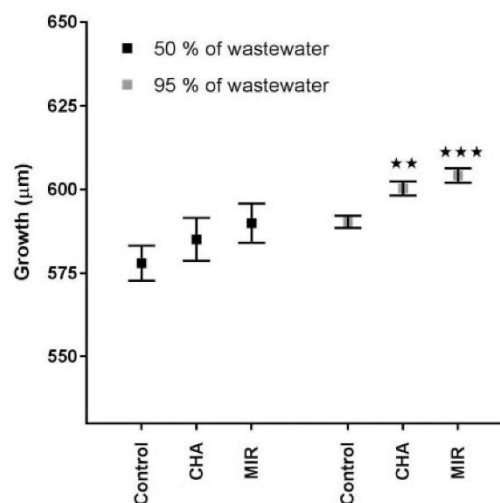 650
50 % of wastewater
95 % of wastewater
625
★★
★★★
600
575
550
Growth (μm)
Control
CHA
MIR
Control
CHA
MIR